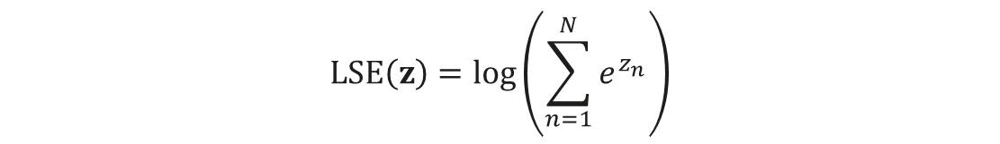 LSE(𝐳) = log(∑_{n=1}^{N} e^{z_n})